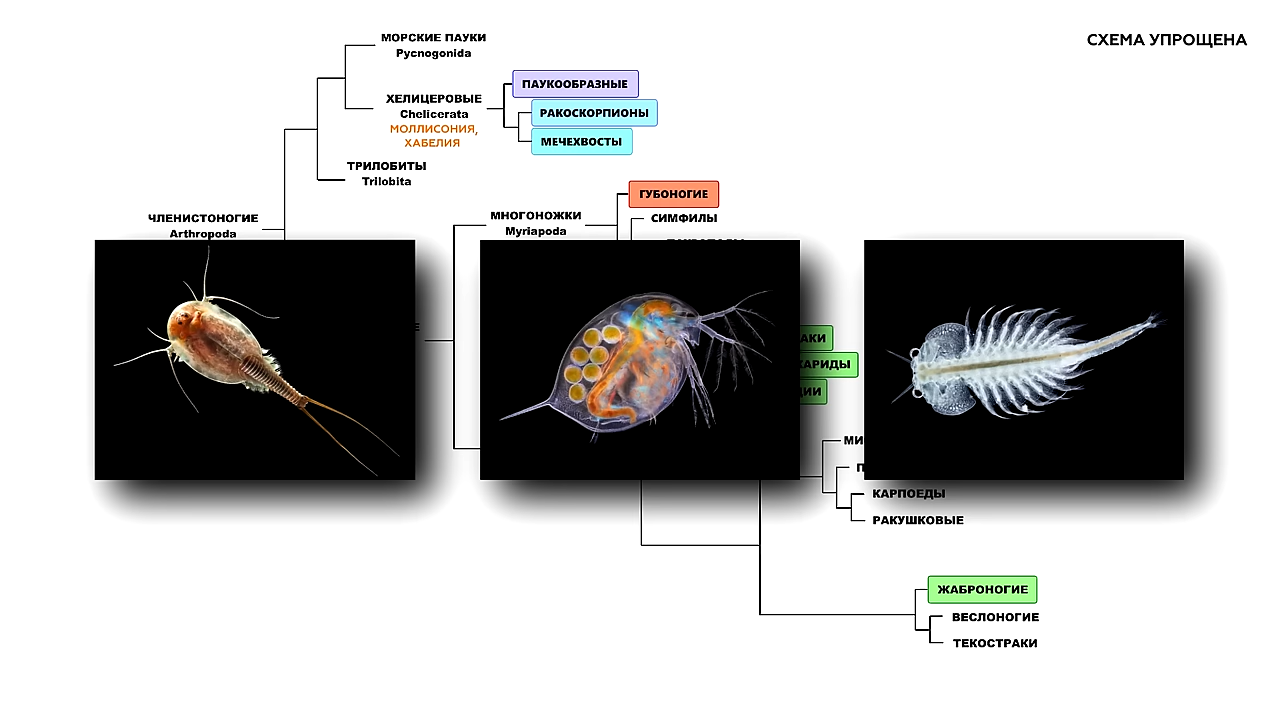 МОРСКИЕ ПАУКИ
Pycnogonida
СХЕМА УПРОЩЕНА
ПАУКООБРАЗНЫЕ
ХЕЛИЦЕРОВЫЕ
Chelicerata
МОЛЛИСОНИЯ,
ХАБЕЛИЯ
РАКОСКОРПИОНЫ
МЕЧЕХВОСТЫ
ТРИЛОБИТЫ
Trilobita
ГУБОНОГИЕ
ЧЛЕНИСТОНОГИЕ
Arthropoda
МНОГОНОЖКИ
Myriapoda
СИМФИЛЫ
КАРПОЕДЫ
РАКУШКОВЫЕ
ЖАБРОНОГИЕ
ВЕСЛОНОГИЕ
ТЕКОСТРАКИ